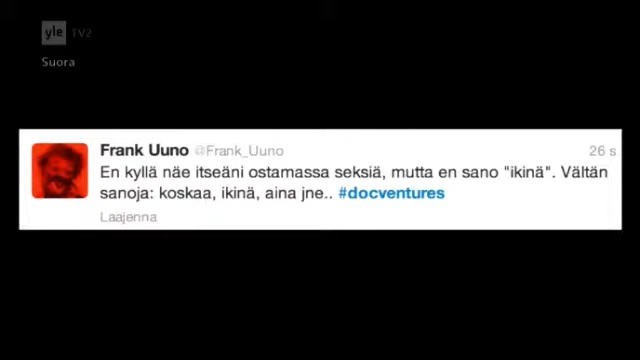 yle TV2
Suora
Frank Uuno @Frank_Uuno 26 s
En kyllä näe itseäni ostamassa seksiä, mutta en sano "ikinä". Vältän
sanoja: koskaa, ikinä, aina jne.. #docventures
Laajenna